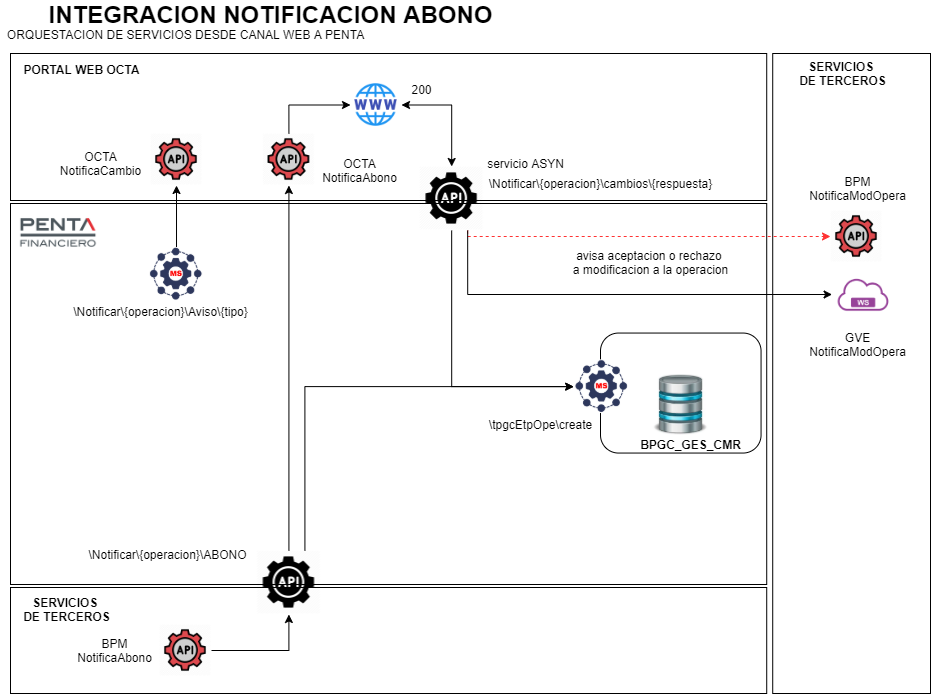 INTEGRACION NOTIFICACION ABONO
ORQUESTACION DE SERVICIOS DESDE CANAL WEB A PENTA
PORTAL WEB OCTA
SERVICIOS
DE TERCEROS
WWW
200
OCTA
NotificaCambio
API
API
OCTA
NotificaAbono
servicio ASYN
\Notificar\{operacion}\cambios\{respuesta}
API
BPM
NotificaModOpera
API
PENTA
FINANCIERO
MS
\Notificar\{operacion}\Aviso\{tipo}
avisa aceptacion o rechazo
a modificacion a la operacion
WS
GVE
NotificaModOpera
MS
\tpgcEtpOpe\create
BPGC_GES_CMR
\Notificar\{operacion}\ABONO
API
SERVICIOS
DE TERCEROS
BPM
NotificaAbono
API